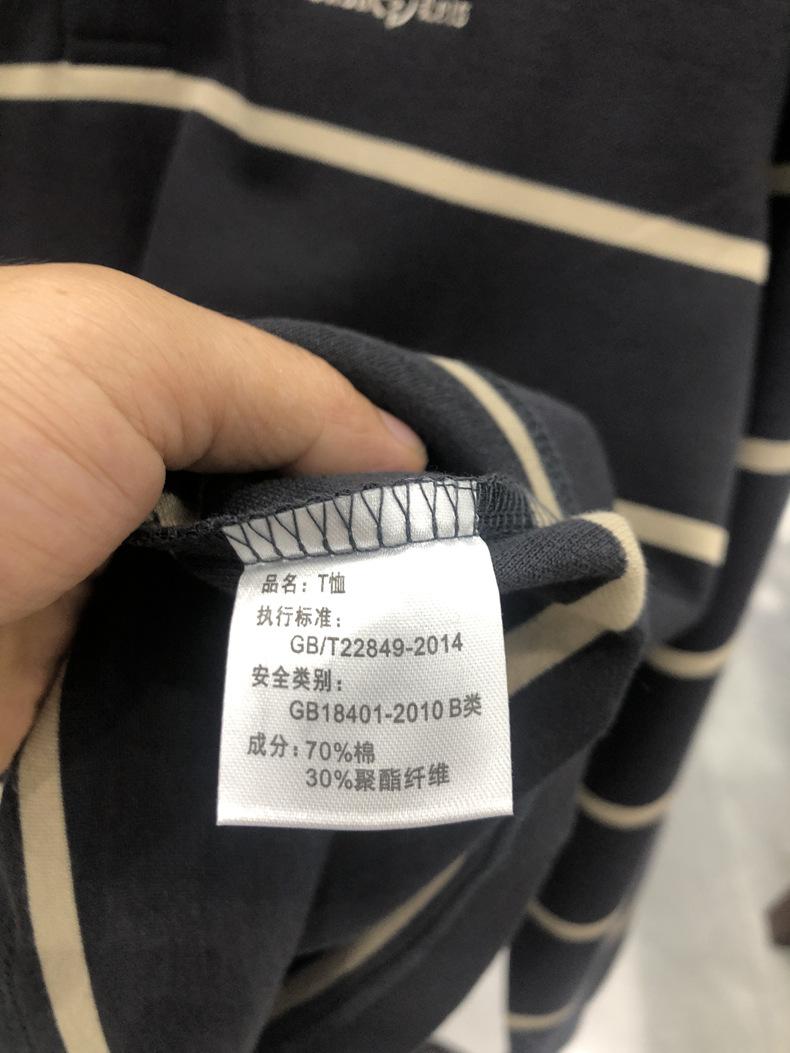 品名：T恤
执行标准：
GB/T22849-2014
安全类别：
GB18401-2010 B类
成分：70%棉
30%聚酯纤维